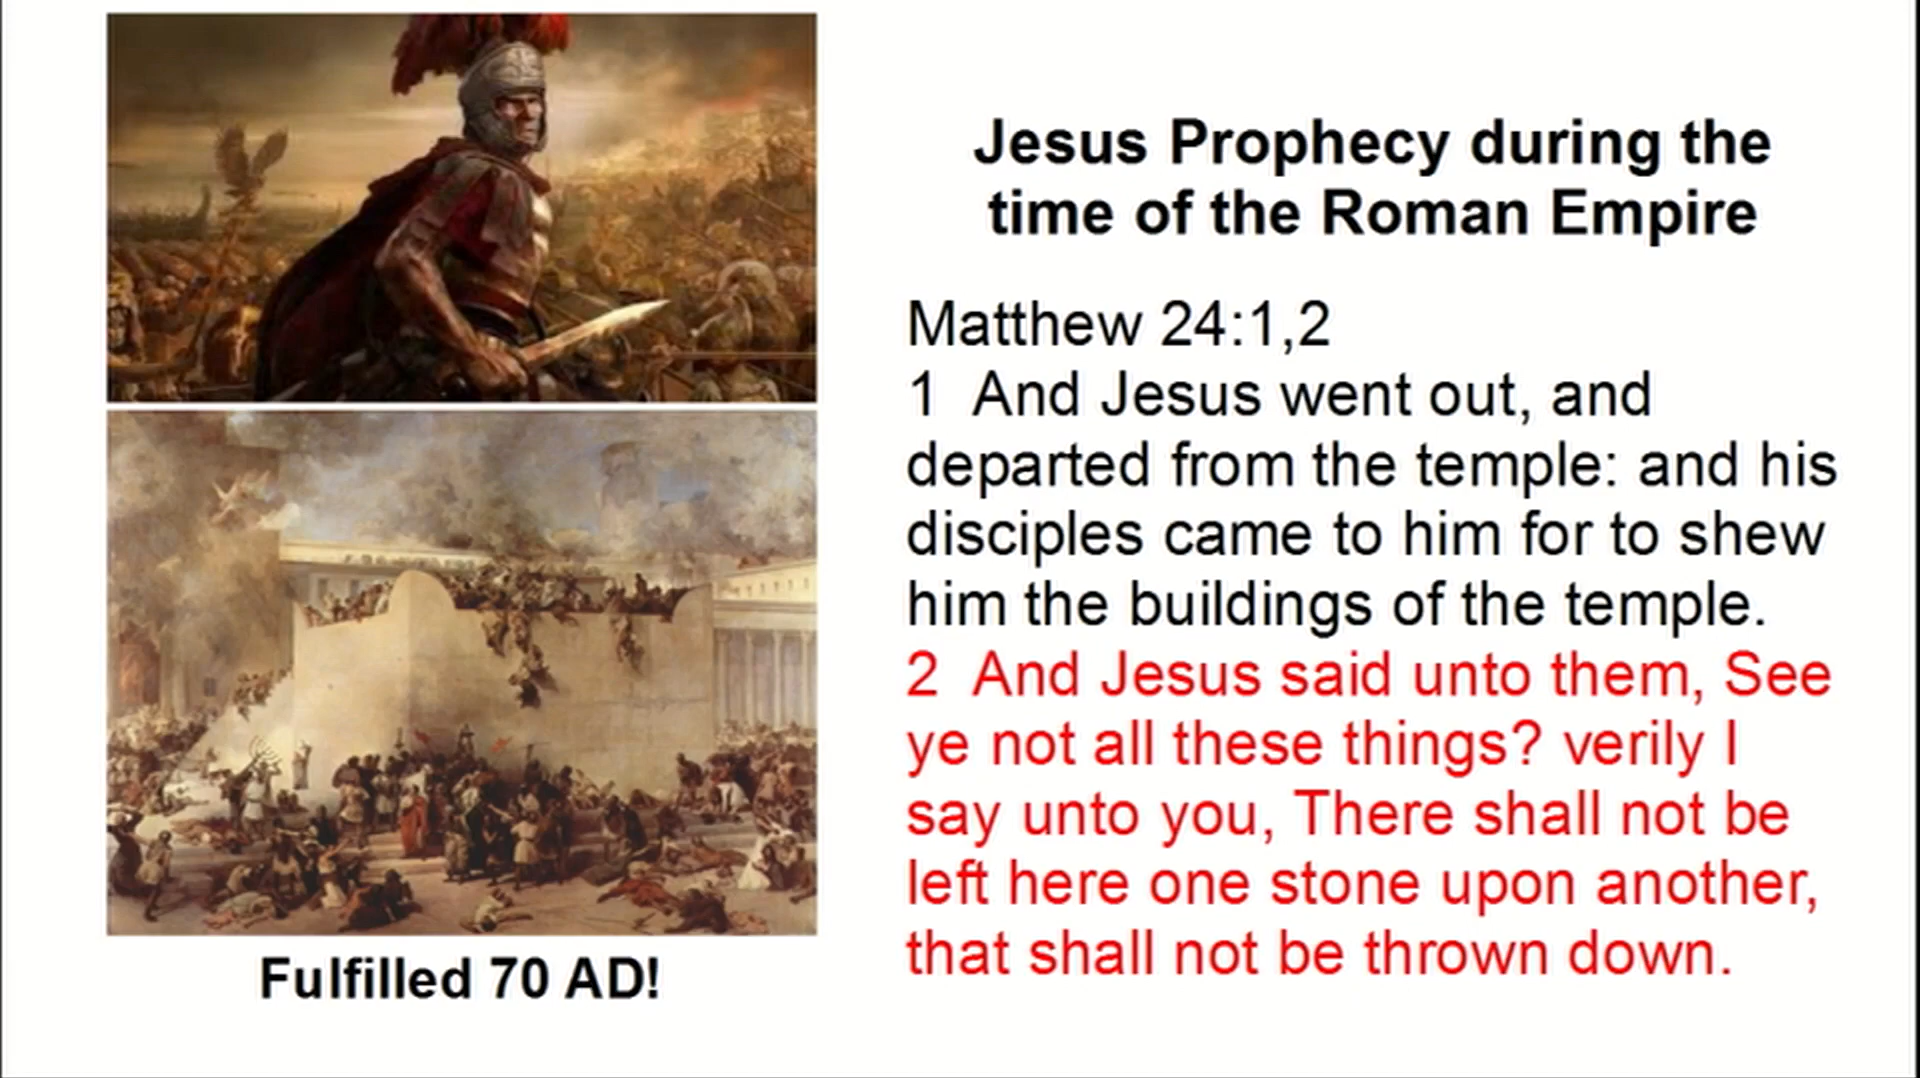 Jesus Prophecy during the
time of the Roman Empire
Matthew 24:1,2
1 And Jesus went out, and
departed from the temple: and his
disciples came to him for to shew
him the buildings of the temple.
2 And Jesus said unto them, See
ye not all these things? verily I
say unto you, There shall not be
left here one stone upon another,
that shall not be thrown down.
Fulfilled 70 AD!